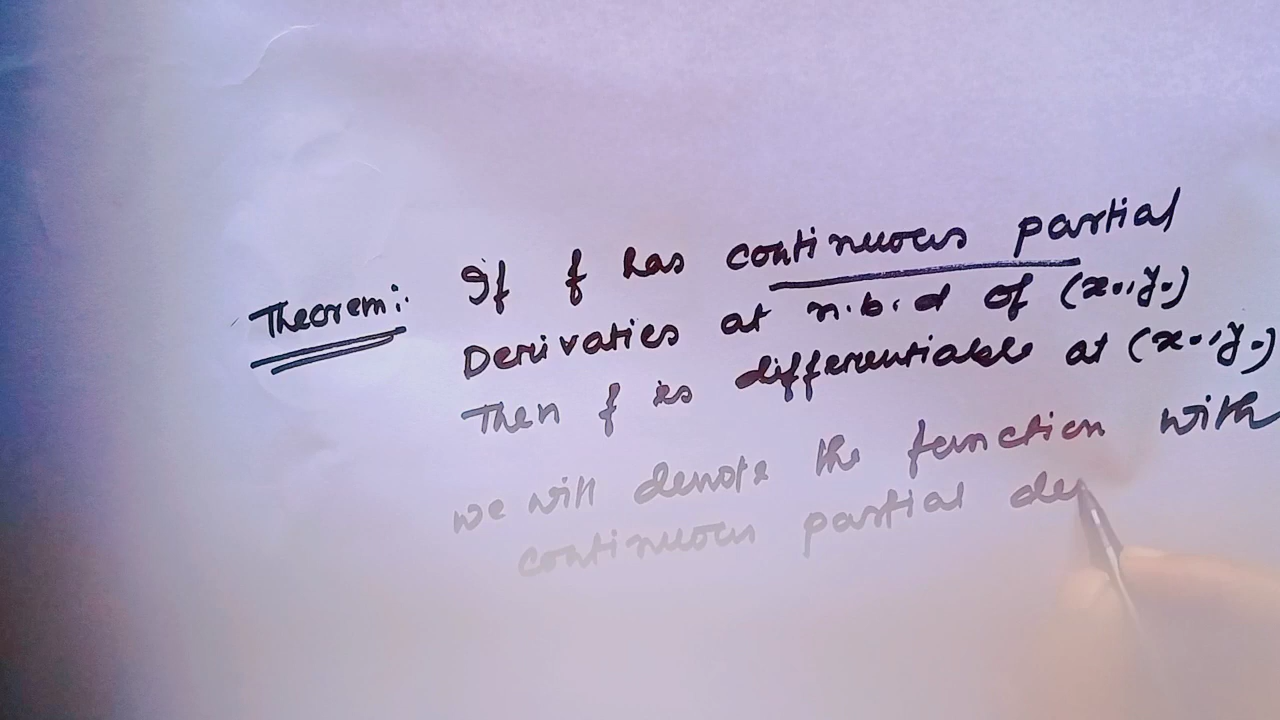 Theorem:. If f has continuous partial
Derivaties at n.b.d of (x₀,y₀)
Then f is differentiable at (x₀,y₀)
we will denote the function with
continuous partial de